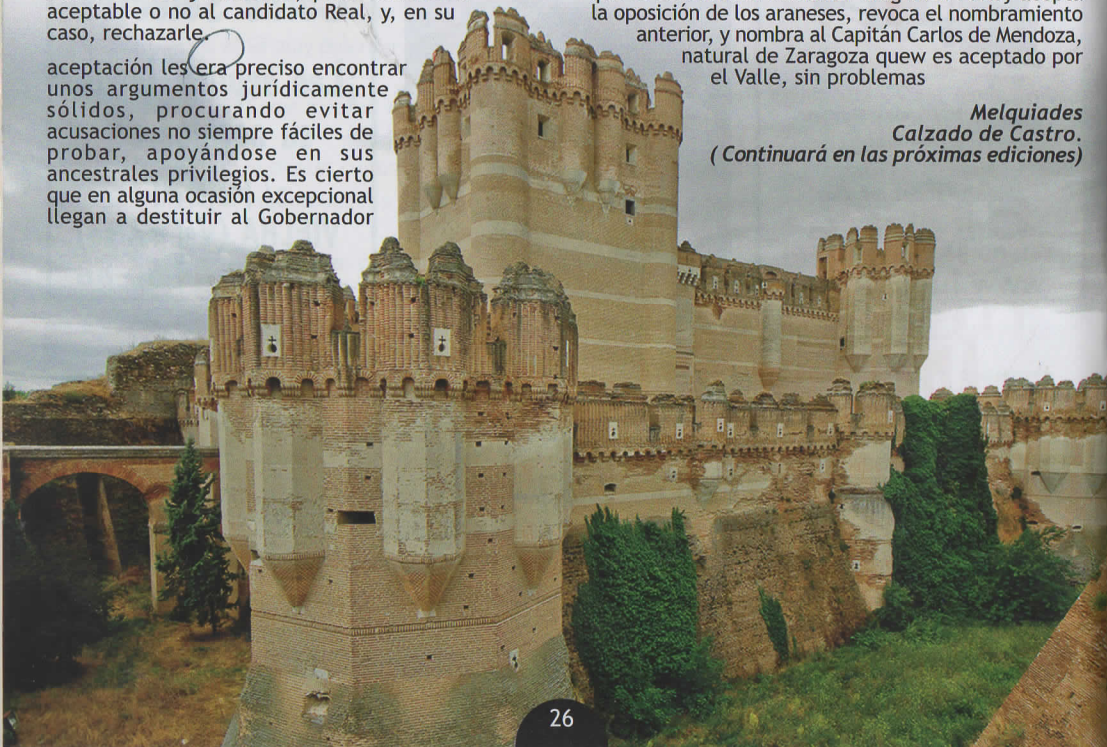 aceptable o no al candidato Real, y, en su
caso, rechazarle.
aceptación les era preciso encontrar
unos argumentos jurídicamente
sólidos, procurando evitar
acusaciones no siempre fáciles de
probar, apoyándose en sus
ancestrales privilegios. Es cierto
que en alguna ocasión excepcional
llegan a destituir al Gobernador
la oposición de los araneses, revoca el nombramiento
anterior, y nombra al Capitán Carlos de Mendoza,
natural de Zaragoza quew es aceptado por
el Valle, sin problemas
Melquiades
Calzado de Castro.
( Continuará en las próximas ediciones)
26